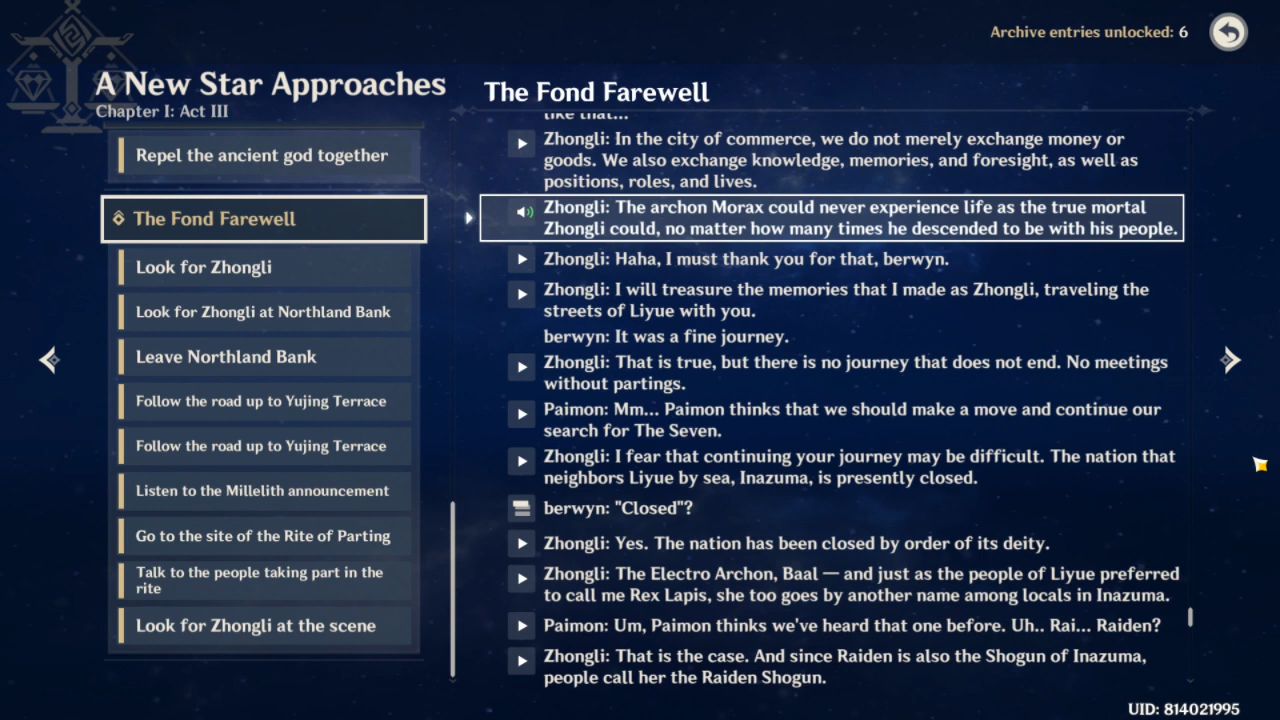 Archive entries unlocked: 6
A New Star Approaches
Chapter I: Act III
Repel the ancient god together
The Fond Farewell
Look for Zhongli
Look for Zhongli at Northland Bank
Leave Northland Bank
Follow the road up to Yujing Terrace
Follow the road up to Yujing Terrace
Listen to the Millelith announcement
Go to the site of the Rite of Parting
Talk to the people taking part in the
rite
Look for Zhongli at the scene
The Fond Farewell
like that...
Zhongli: In the city of commerce, we do not merely exchange money or
goods. We also exchange knowledge, memories, and foresight, as well as
positions, roles, and lives.
Zhongli: The archon Morax could never experience life as the true mortal
Zhongli could, no matter how many times he descended to be with his people.
Zhongli: Haha, I must thank you for that, berwyn.
Zhongli: I will treasure the memories that I made as Zhongli, traveling the
streets of Liyue with you.
berwyn: It was a fine journey.
Zhongli: That is true, but there is no journey that does not end. No meetings
without partings.
Paimon: Mm... Paimon thinks that we should make a move and continue our
search for The Seven.
Zhongli: I fear that continuing your journey may be difficult. The nation that
neighbors Liyue by sea, Inazuma, is presently closed.
berwyn: "Closed"?
Zhongli: Yes. The nation has been closed by order of its deity.
Zhongli: The Electro Archon, Baal — and just as the people of Liyue preferred
to call me Rex Lapis, she too goes by another name among locals in Inazuma.
Paimon: Um, Paimon thinks we've heard that one before. Uh.. Rai... Raiden?
Zhongli: That is the case. And since Raiden is also the Shogun of Inazuma,
people call her the Raiden Shogun.
UID: 814021995